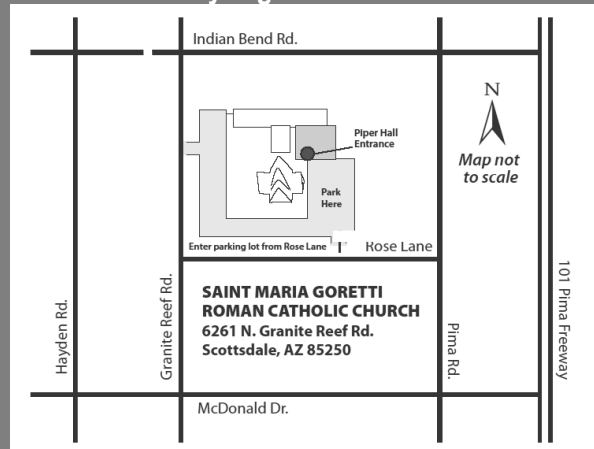 Indian Bend Rd.
N
Map not
to scale
Piper Hall
Entrance
Park
Here
Enter parking lot from Rose Lane
Rose Lane
SAINT MARIA GORETTI
ROMAN CATHOLIC CHURCH
6261 N. Granite Reef Rd.
Scottsdale, AZ 85250
Hayden Rd.
Granite Reef Rd.
Pima Rd.
101 Pima Freeway
McDonald Dr.